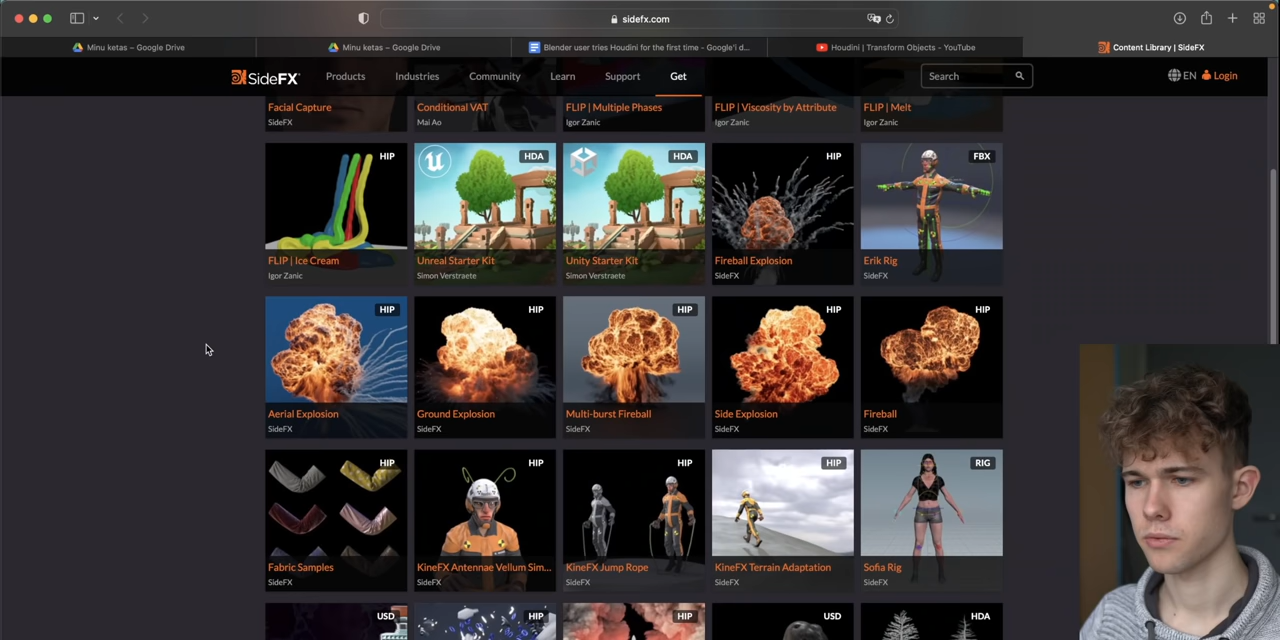 sidefx.com
Minu ketas – Google Drive
Minu ketas – Google Drive
Blender user tries Houdini for the first time - Google'i d...
Houdini | Transform Objects - YouTube
Content Library | SideFX
SideFX
Products
Industries
Community
Learn
Support
Get
Search
EN
Login
Facial Capture
SideFX
Conditional VAT
Mai Ao
FLIP | Multiple Phases
Igor Zanic
FLIP | Viscosity by Attribute
Igor Zanic
FLIP | Melt
Igor Zanic
HIP
FLIP | Ice Cream
Igor Zanic
HDA
Unreal Starter Kit
Simon Verstraete
HDA
Unity Starter Kit
Simon Verstraete
HIP
Fireball Explosion
SideFX
FBX
Erik Rig
SideFX
HIP
Aerial Explosion
SideFX
HIP
Ground Explosion
SideFX
HIP
Multi-burst Fireball
SideFX
HIP
Side Explosion
SideFX
HIP
Fireball
SideFX
HIP
Fabric Samples
SideFX
HIP
KineFX Antennae Vellum Sim...
SideFX
HIP
KineFX Jump Rope
SideFX
HIP
KineFX Terrain Adaptation
SideFX
RIG
Sofia Rig
SideFX
USD
HIP
HIP
USD
HDA